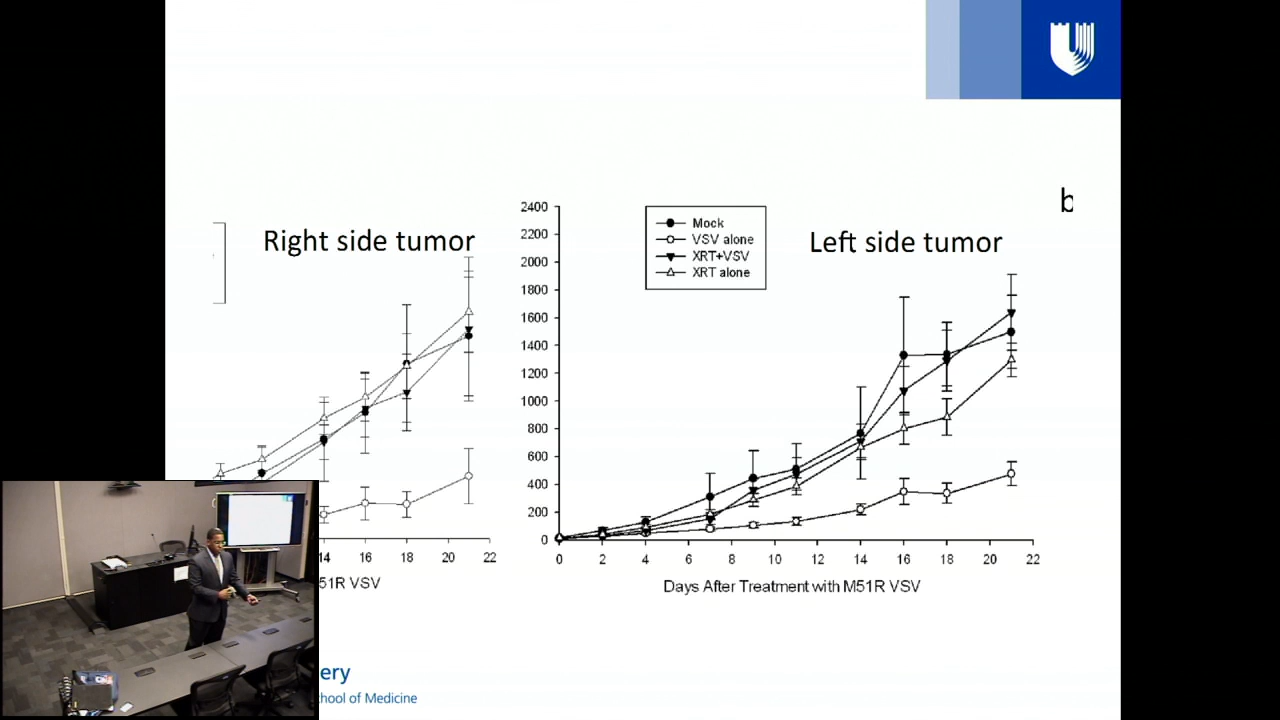 b
Right side tumor
Left side tumor
Mock
VSV alone
XRT+VSV
XRT alone
2400
2200
2000
1800
1600
1400
1200
1000
800
600
400
200
0
14 16 18 20 22
51R VSV
0 2 4 6 8 10 12 14 16 18 20 22
Days After Treatment with M51R VSV
ery
chool of Medicine